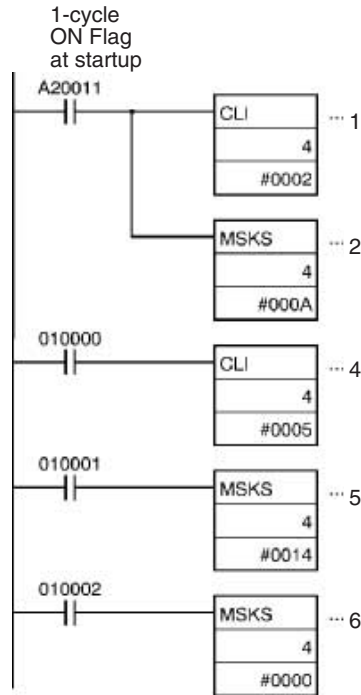 1-cycle
ON Flag
at startup
A20011
CLI
4
#0002
... 1
MSKS
4
#000A
... 2
010000
CLI
4
#0005
... 4
010001
MSKS
4
#0014
... 5
010002
MSKS
4
#0000
... 6